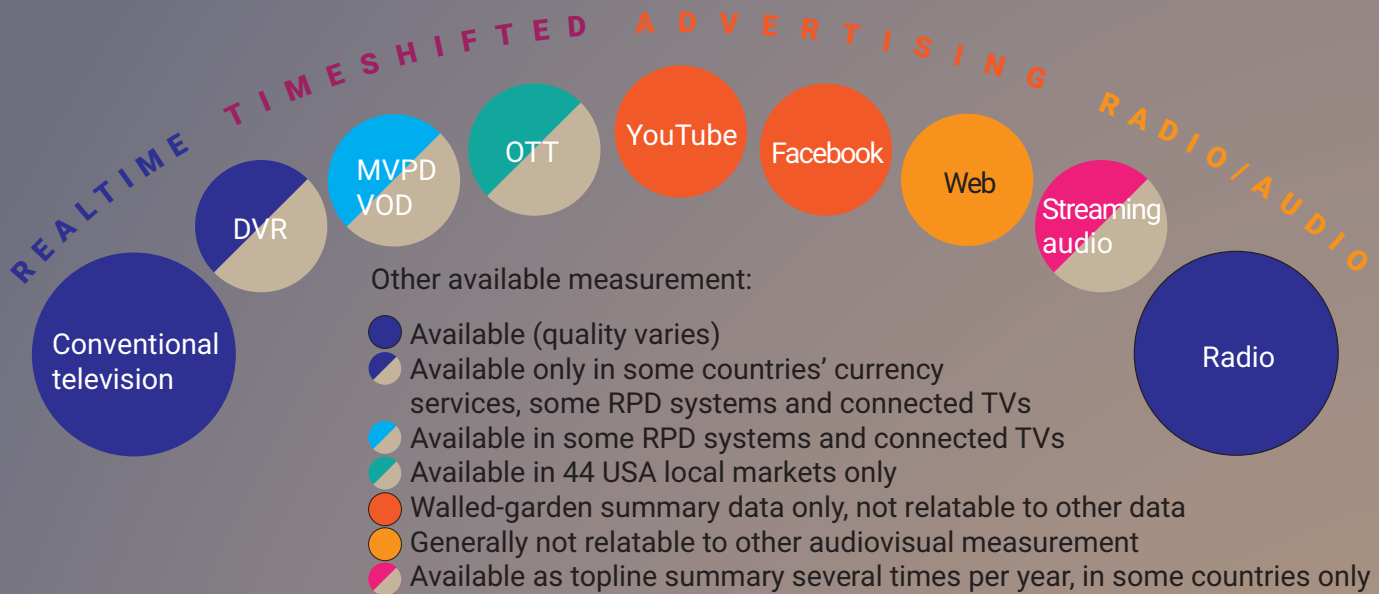 REALTIME TIMESHIFTED ADVERTISING RADIO/AUDIO
Conventional
television
DVR
MVPD
VOD
OTT
YouTube
Facebook
Web
Streaming
audio
Radio
Other available measurement:
Available (quality varies)
Available only in some countries’ currency
services, some RPD systems and connected TVs
Available in some RPD systems and connected TVs
Available in 44 USA local markets only
Walled-garden summary data only, not relatable to other data
Generally not relatable to other audiovisual measurement
Available as topline summary several times per year, in some countries only